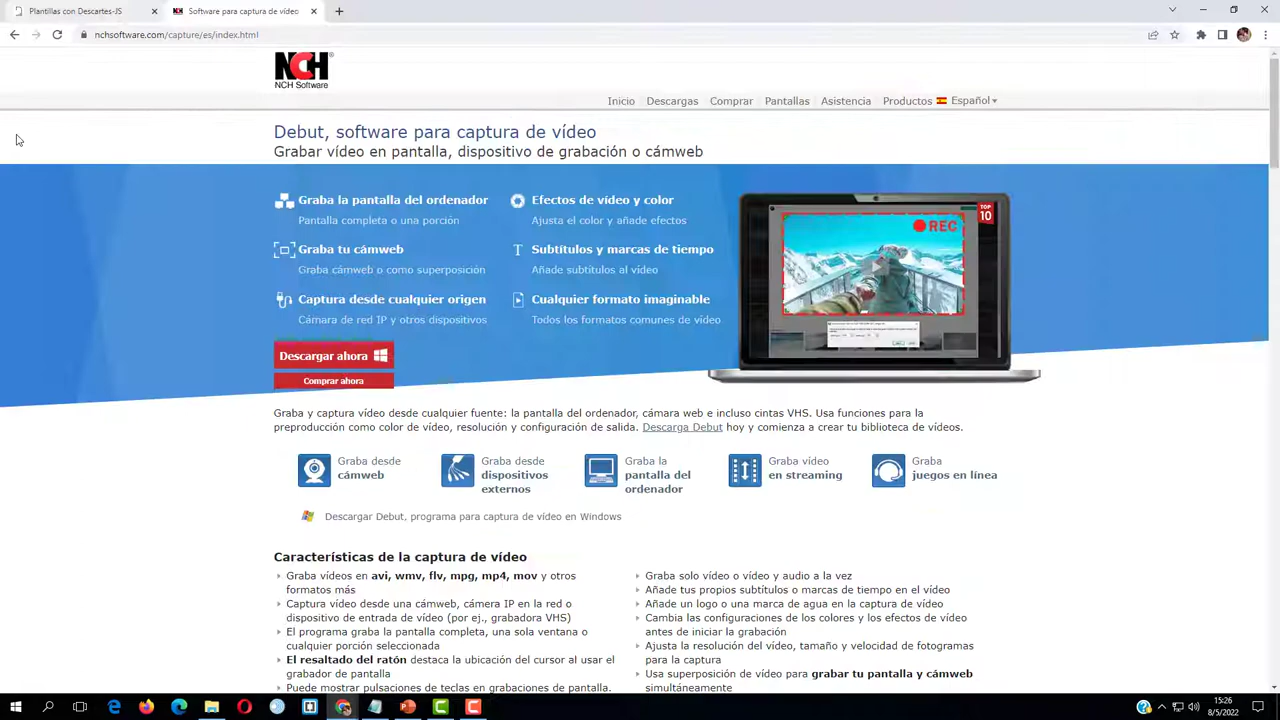 Plantillas con Descartes-JS
Software para captura de vídeo
nchsoftware.com/capture/es/index.html
NCH
®
NCH Software
Inicio Descargas Comprar Pantallas Asistencia Productos Español
Debut, software para captura de vídeo
Grabar vídeo en pantalla, dispositivo de grabación o cámweb
Graba la pantalla del ordenador
Pantalla completa o una porción
Efectos de vídeo y color
Ajusta el color y añade efectos
Graba tu cámweb
Graba cámweb o como superposición
Subtítulos y marcas de tiempo
Añade subtítulos al vídeo
Captura desde cualquier origen
Cámara de red IP y otros dispositivos
Cualquier formato imaginable
Todos los formatos comunes de vídeo
TOP
10
REC
Descargar ahora
Comprar ahora
Graba y captura vídeo desde cualquier fuente: la pantalla del ordenador, cámara web e incluso cintas VHS. Usa funciones para la
preproducción como color de vídeo, resolución y configuración de salida. Descarga Debut hoy y comienza a crear tu biblioteca de vídeos.
Graba desde
cámweb
Graba desde
dispositivos
externos
Graba la
pantalla del
ordenador
Graba vídeo
en streaming
Graba
juegos en línea
Descargar Debut, programa para captura de vídeo en Windows
Características de la captura de vídeo
Graba vídeos en avi, wmv, flv, mpg, mp4, mov y otros
formatos más
Captura vídeo desde una cámweb, cámera IP en la red o
dispositivo de entrada de vídeo (por ej., grabadora VHS)
El programa graba la pantalla completa, una sola ventana o
cualquier porción seleccionada
El resaltado del ratón destaca la ubicación del cursor al usar el
grabador de pantalla
Puede mostrar pulsaciones de teclas en grabaciones de pantalla.
Graba solo vídeo o vídeo y audio a la vez
Añade tus propios subtítulos o marcas de tiempo en el vídeo
Añade un logo o una marca de agua en la captura de vídeo
Cambia las configuraciones de los colores y los efectos de vídeo
antes de iniciar la grabación
Ajusta la resolución del vídeo, tamaño y velocidad de fotogramas
para la captura
Usa superposición de vídeo para grabar tu pantalla y cámweb
simultáneamente
15:26
8/5/2022